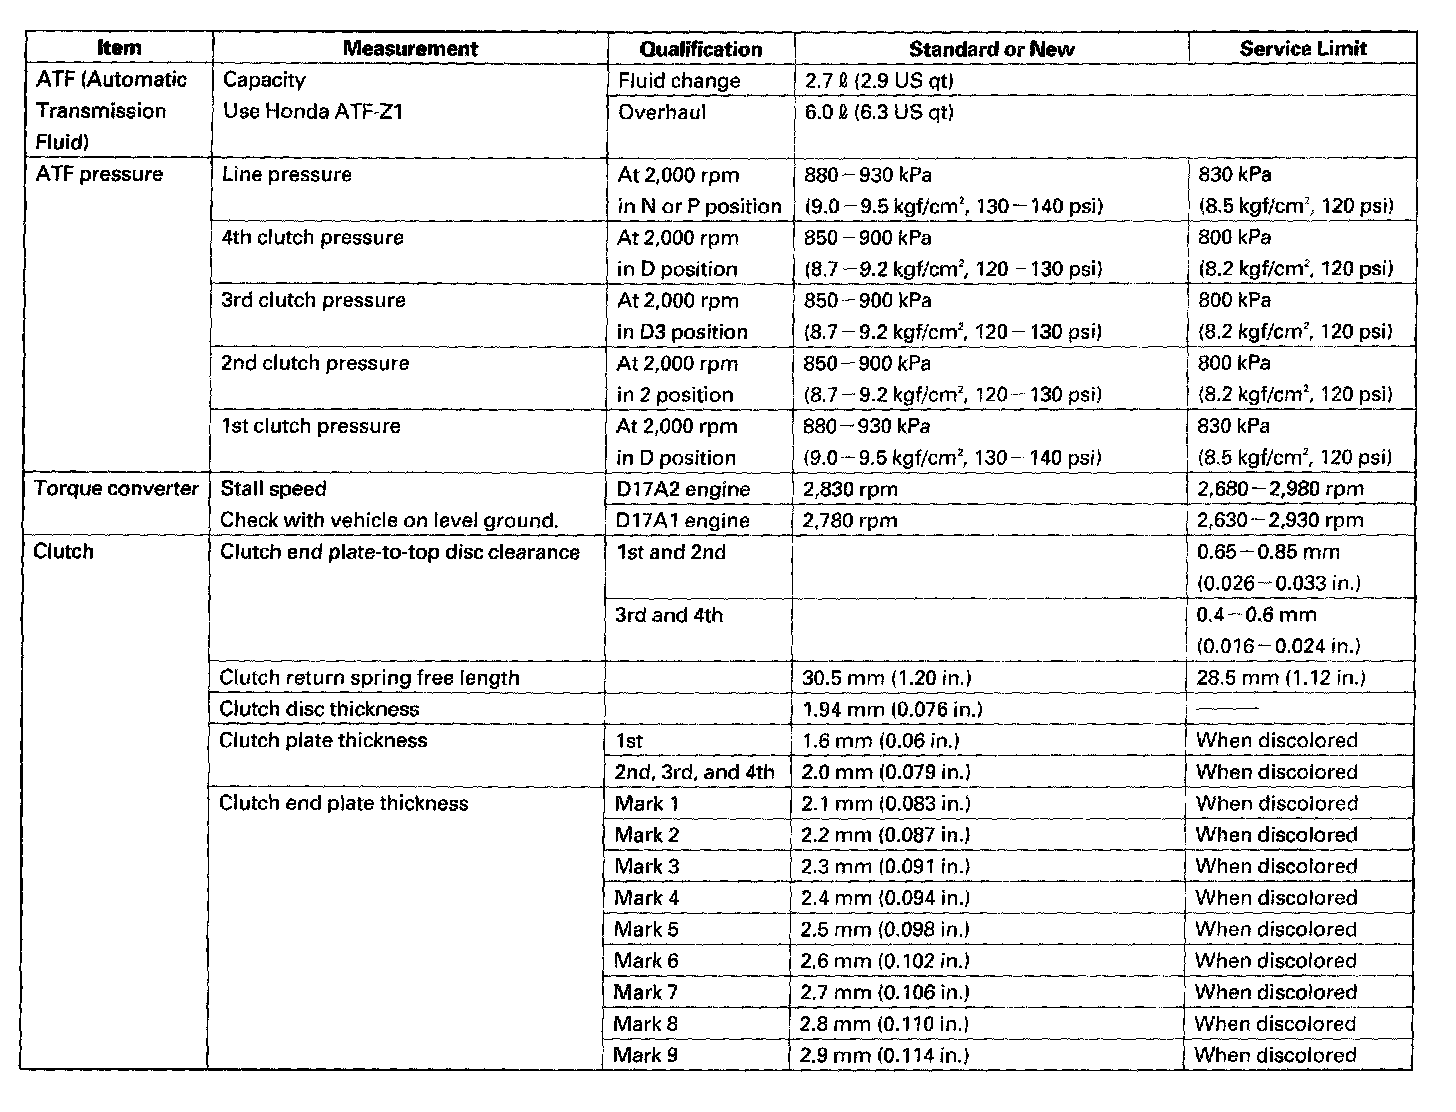 Item Measurement Qualification Standard or New Service Limit
ATF (Automatic Capacity Fluid change 2.7 ℓ (2.9 US qt)
Transmission Use Honda ATF-Z1 Overhaul 6.0 ℓ (6.3 US qt)
Fluid)
ATF pressure Line pressure At 2,000 rpm 880－930 kPa 830 kPa
in N or P position (9.0－9.5 kgf/cm², 130－140 psi) (8.5 kgf/cm², 120 psi)
4th clutch pressure At 2,000 rpm 850－900 kPa 800 kPa
in D position (8.7－9.2 kgf/cm², 120－130 psi) (8.2 kgf/cm², 120 psi)
3rd clutch pressure At 2,000 rpm 850－900 kPa 800 kPa
in D3 position (8.7－9.2 kgf/cm², 120－130 psi) (8.2 kgf/cm², 120 psi)
2nd clutch pressure At 2,000 rpm 850－900 kPa 800 kPa
in 2 position (8.7－9.2 kgf/cm², 120－130 psi) (8.2 kgf/cm², 120 psi)
1st clutch pressure At 2,000 rpm 880－930 kPa 830 kPa
in D position (9.0－9.5 kgf/cm², 130－140 psi) (8.5 kgf/cm², 120 psi)
Torque converter Stall speed D17A2 engine 2,830 rpm 2,680－2,980 rpm
Check with vehicle on level ground. D17A1 engine 2,780 rpm 2,630－2,930 rpm
Clutch Clutch end plate-to-top disc clearance 1st and 2nd 0.65－0.85 mm
(0.026－0.033 in.)
3rd and 4th 0.4－0.6 mm
(0.016－0.024 in.)
Clutch return spring free length 30.5 mm (1.20 in.) 28.5 mm (1.12 in.)
Clutch disc thickness 1.94 mm (0.076 in.) ———
Clutch plate thickness 1st 1.6 mm (0.06 in.) When discolored
2nd, 3rd, and 4th 2.0 mm (0.079 in.) When discolored
Clutch end plate thickness Mark 1 2.1 mm (0.083 in.) When discolored
Mark 2 2.2 mm (0.087 in.) When discolored
Mark 3 2.3 mm (0.091 in.) When discolored
Mark 4 2.4 mm (0.094 in.) When discolored
Mark 5 2.5 mm (0.098 in.) When discolored
Mark 6 2.6 mm (0.102 in.) When discolored
Mark 7 2.7 mm (0.106 in.) When discolored
Mark 8 2.8 mm (0.110 in.) When discolored
Mark 9 2.9 mm (0.114 in.) When discolored